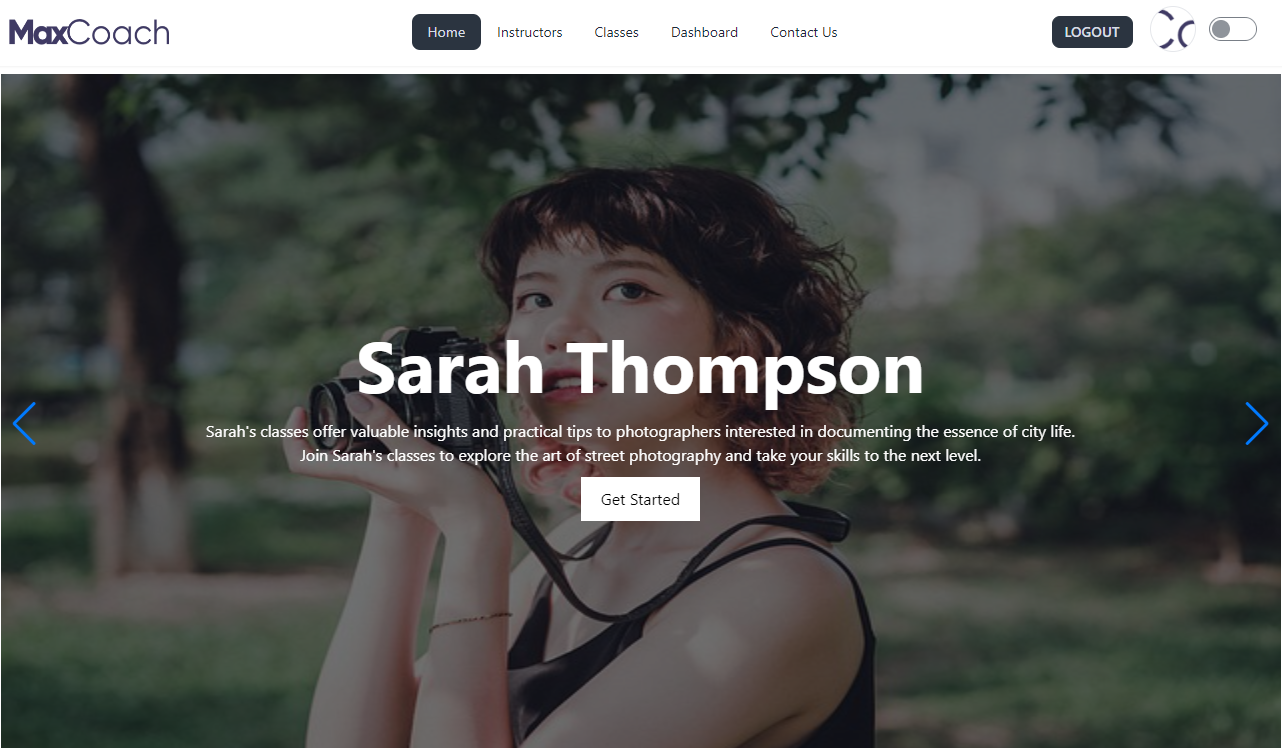 MaxCoach
Home Instructors Classes Dashboard Contact Us
LOGOUT
Sarah Thompson
Sarah's classes offer valuable insights and practical tips to photographers interested in documenting the essence of city life.
Join Sarah's classes to explore the art of street photography and take your skills to the next level.
Get Started